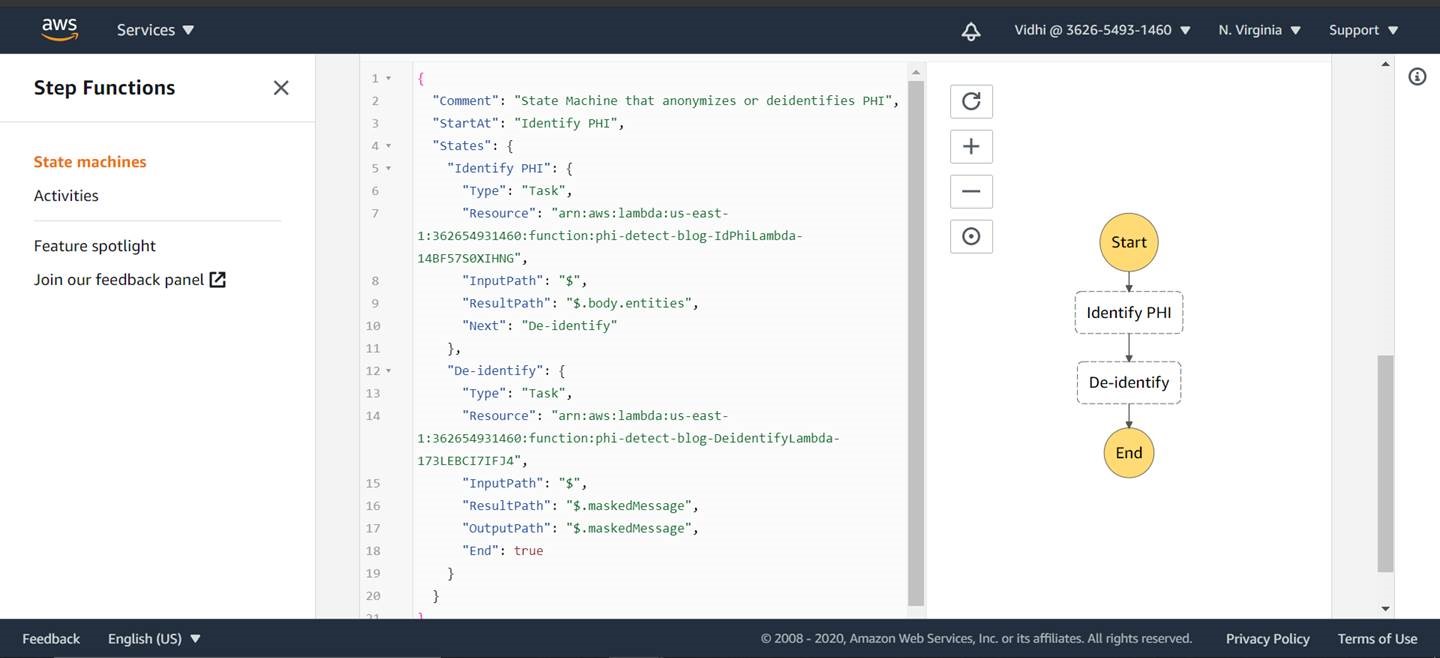 aws
Services
Vidhi @ 3626-5493-1460
N. Virginia
Support
Step Functions
State machines
Activities
Feature spotlight
Join our feedback panel
1 {
2 "Comment": "State Machine that anonymizes or deidentifies PHI",
3 "StartAt": "Identify PHI",
4 "States": {
5 "Identify PHI": {
6 "Type": "Task",
7 "Resource": "arn:aws:lambda:us-east-
1:362654931460:function:phi-detect-blog-IdPhiLambda-
14BF57S0XIHNG",
8 "InputPath": "$",
9 "ResultPath": "$.body.entities",
10 "Next": "De-identify"
11 },
12 "De-identify": {
13 "Type": "Task",
14 "Resource": "arn:aws:lambda:us-east-
1:362654931460:function:phi-detect-blog-DeidentifyLambda-
173LEBCI7IFJ4",
15 "InputPath": "$",
16 "ResultPath": "$.maskedMessage",
17 "OutputPath": "$.maskedMessage",
18 "End": true
19 }
20 }
21 }
Start
Identify PHI
De-identify
End
Feedback
English (US)
© 2008 - 2020, Amazon Web Services, Inc. or its affiliates. All rights reserved.
Privacy Policy
Terms of Use